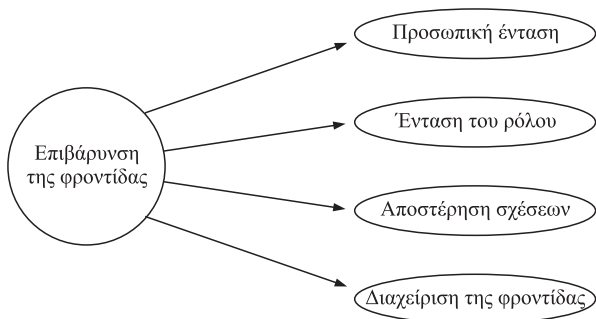 Προσωπική ένταση
Ένταση του ρόλου
Επιβάρυνση
της φροντίδας
Αποστέρηση σχέσεων
Διαχείριση της φροντίδας